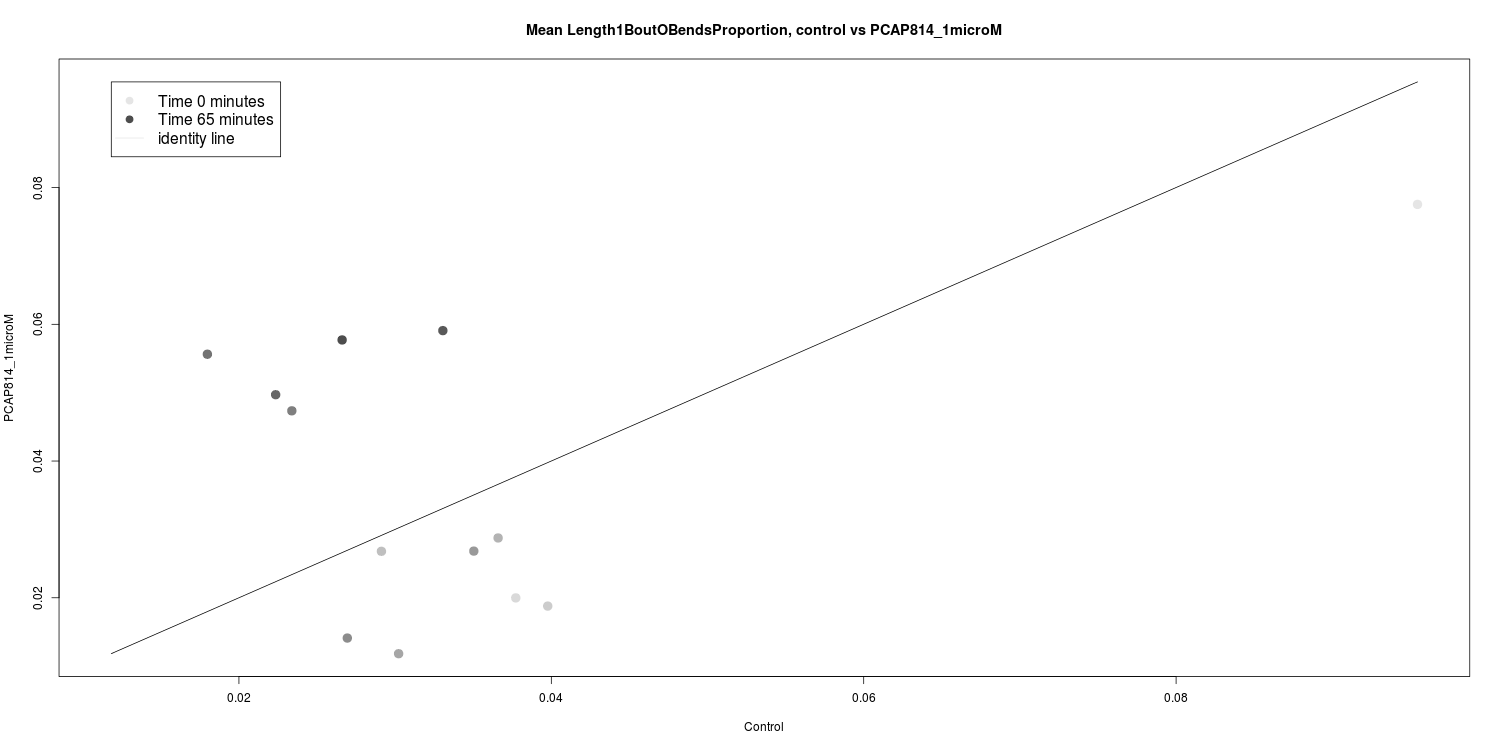 Mean Length1BoutOBendsProportion, control vs PCAP814_1microM
Time 0 minutes
Time 65 minutes
identity line
PCAP814_1microM
0.08
0.06
0.04
0.02
0.02
0.04
0.06
0.08
Control